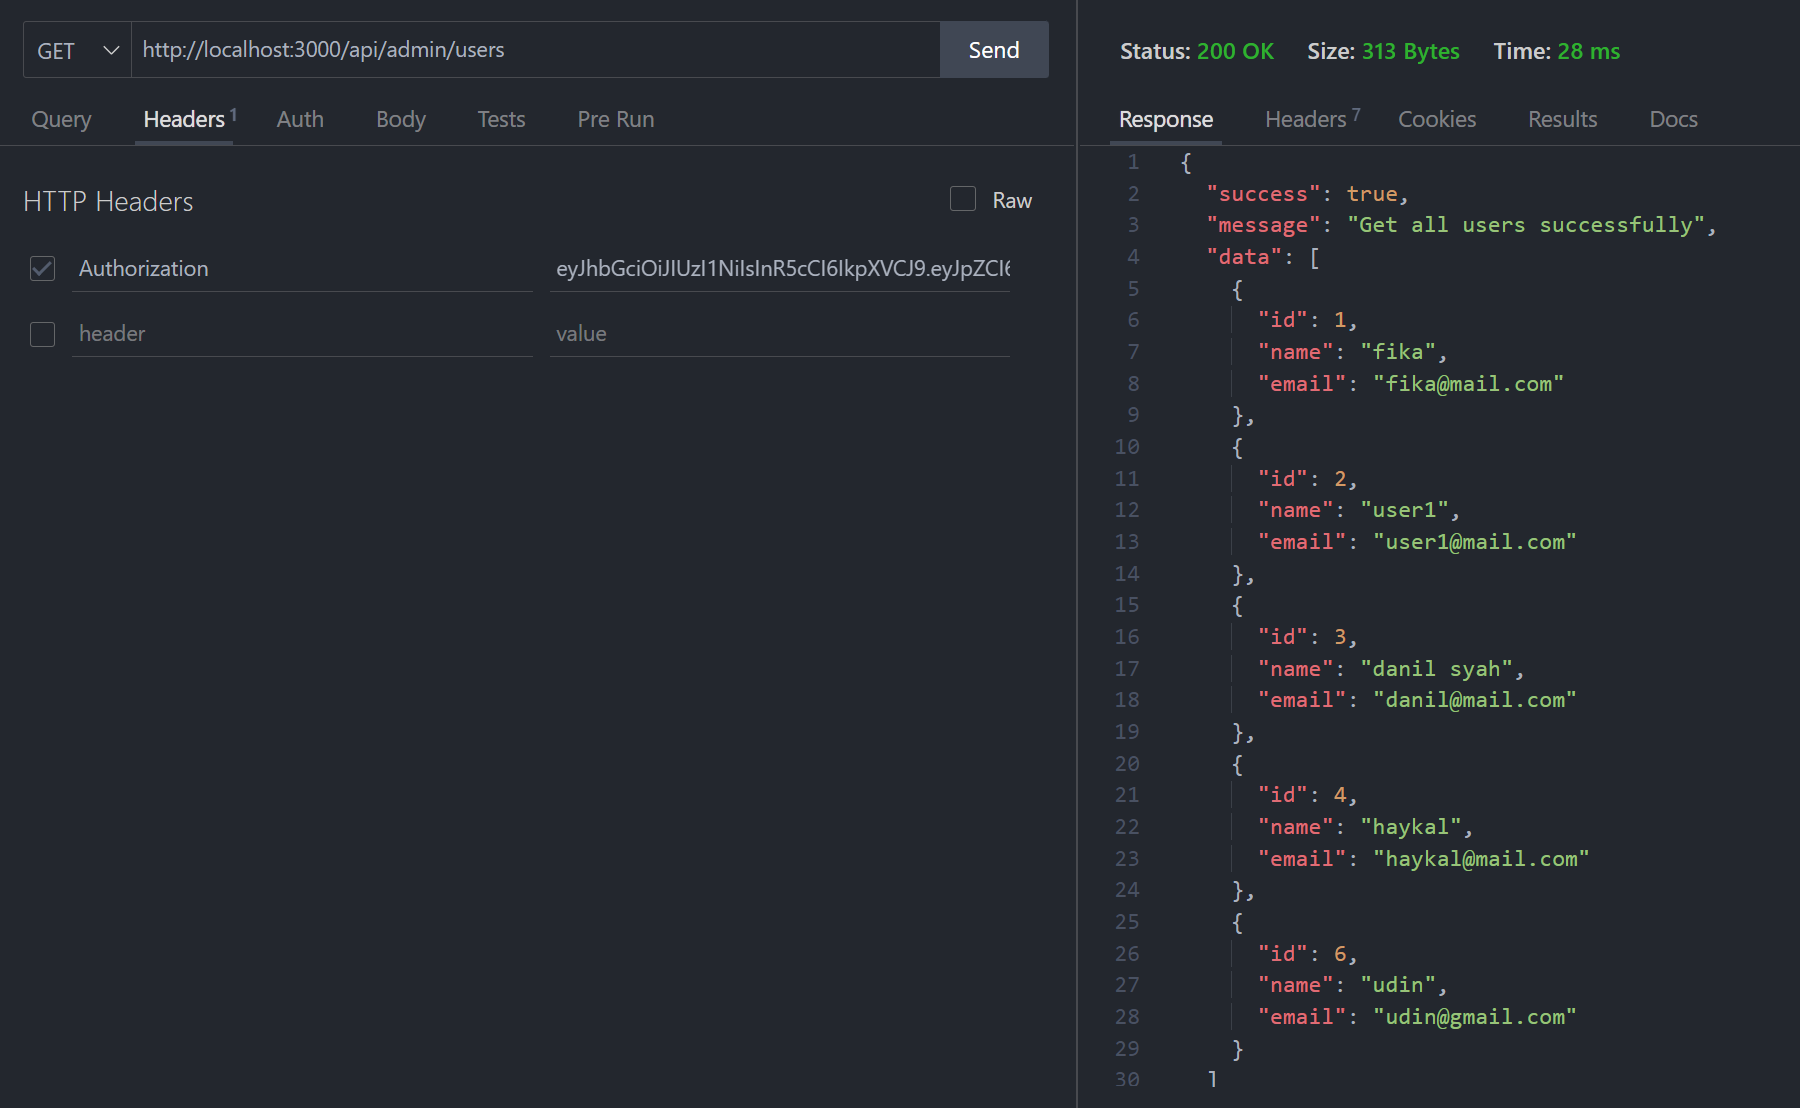 GET http://localhost:3000/api/admin/users Send
Query Headers 1 Auth Body Tests Pre Run
HTTP Headers Raw
Authorization eyJhbGciOiJIUzI1NiIsInR5cCI6IkpXVCJ9.eyJpZCI6
header value
Status: 200 OK Size: 313 Bytes Time: 28 ms
Response Headers 7 Cookies Results Docs
1 {
2 "success": true,
3 "message": "Get all users successfully",
4 "data": [
5 {
6 "id": 1,
7 "name": "fika",
8 "email": "fika@mail.com"
9 },
10 {
11 "id": 2,
12 "name": "user1",
13 "email": "user1@mail.com"
14 },
15 {
16 "id": 3,
17 "name": "danil syah",
18 "email": "danil@mail.com"
19 },
20 {
21 "id": 4,
22 "name": "haykal",
23 "email": "haykal@mail.com"
24 },
25 {
26 "id": 6,
27 "name": "udin",
28 "email": "udin@gmail.com"
29 }
30 ]